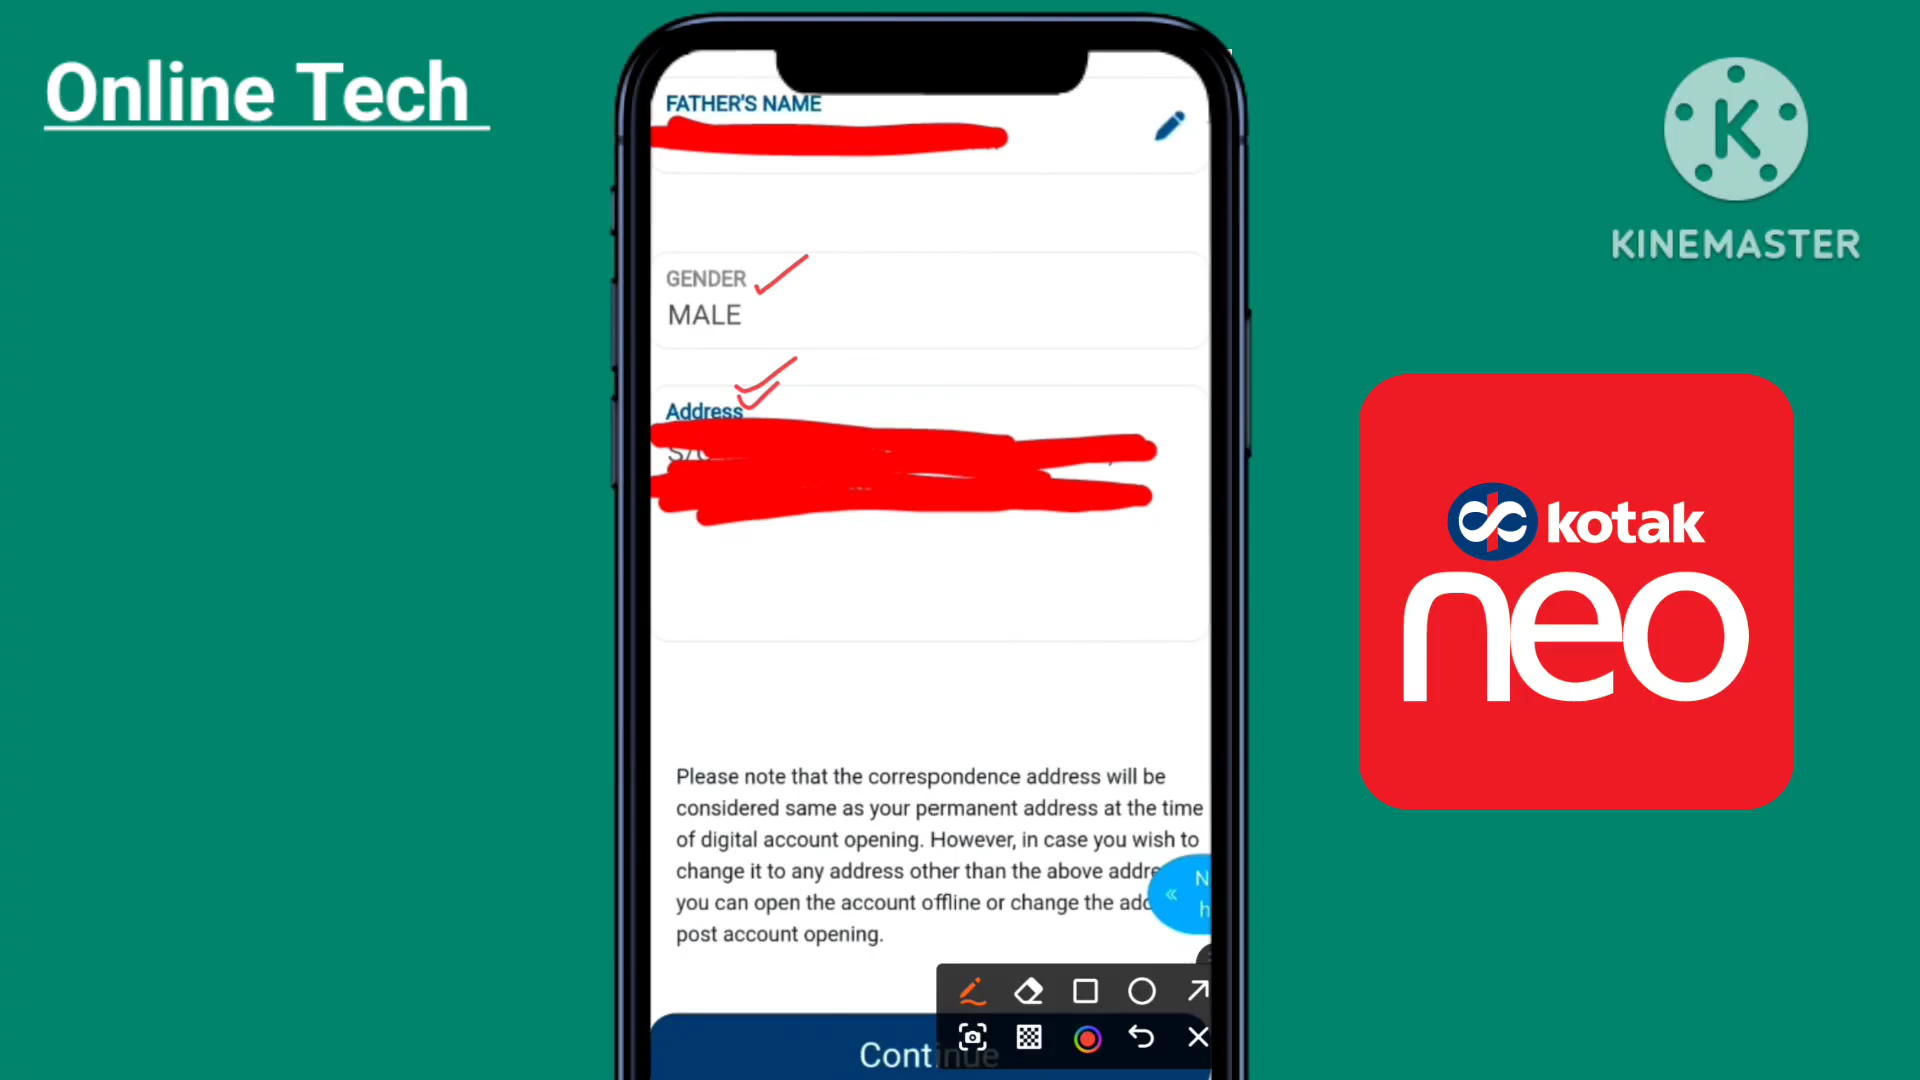 Online Tech
FATHER'S NAME
GENDER
MALE
Address
Please note that the correspondence address will be
considered same as your permanent address at the time
of digital account opening. However, in case you wish to
change it to any address other than the above addre
you can open the account offline or change the add
post account opening.
N
h
Continue
K
KINEMASTER
kotak
neo